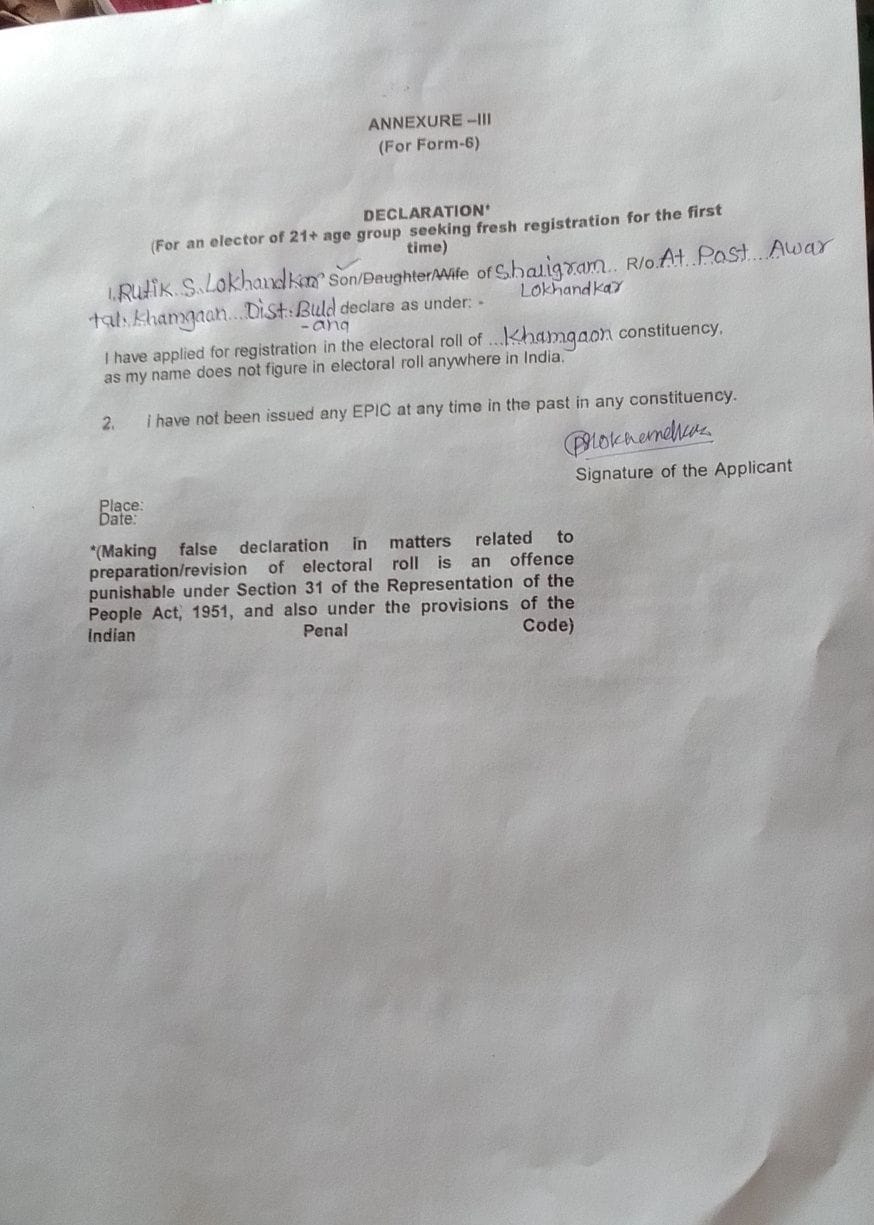 ANNEXURE –III
(For Form-6)
DECLARATION*
(For an elector of 21+ age group seeking fresh registration for the first
time)
I, Rutik. S. Lokhandkar Son/Daughter/Wife of Shaligram.. R/o. At.. Past... Awar
Lokhandkar
tal. Khamgaon... Dist: Buld declare as under: -
-ana
I have applied for registration in the electoral roll of ...Khamgaon constituency,
as my name does not figure in electoral roll anywhere in India.
2. i have not been issued any EPIC at any time in the past in any constituency.
Signature of the Applicant
Place:
Date:
*(Making false declaration in matters related to
preparation/revision of electoral roll is an offence
punishable under Section 31 of the Representation of the
People Act, 1951, and also under the provisions of the
Indian Penal Code)